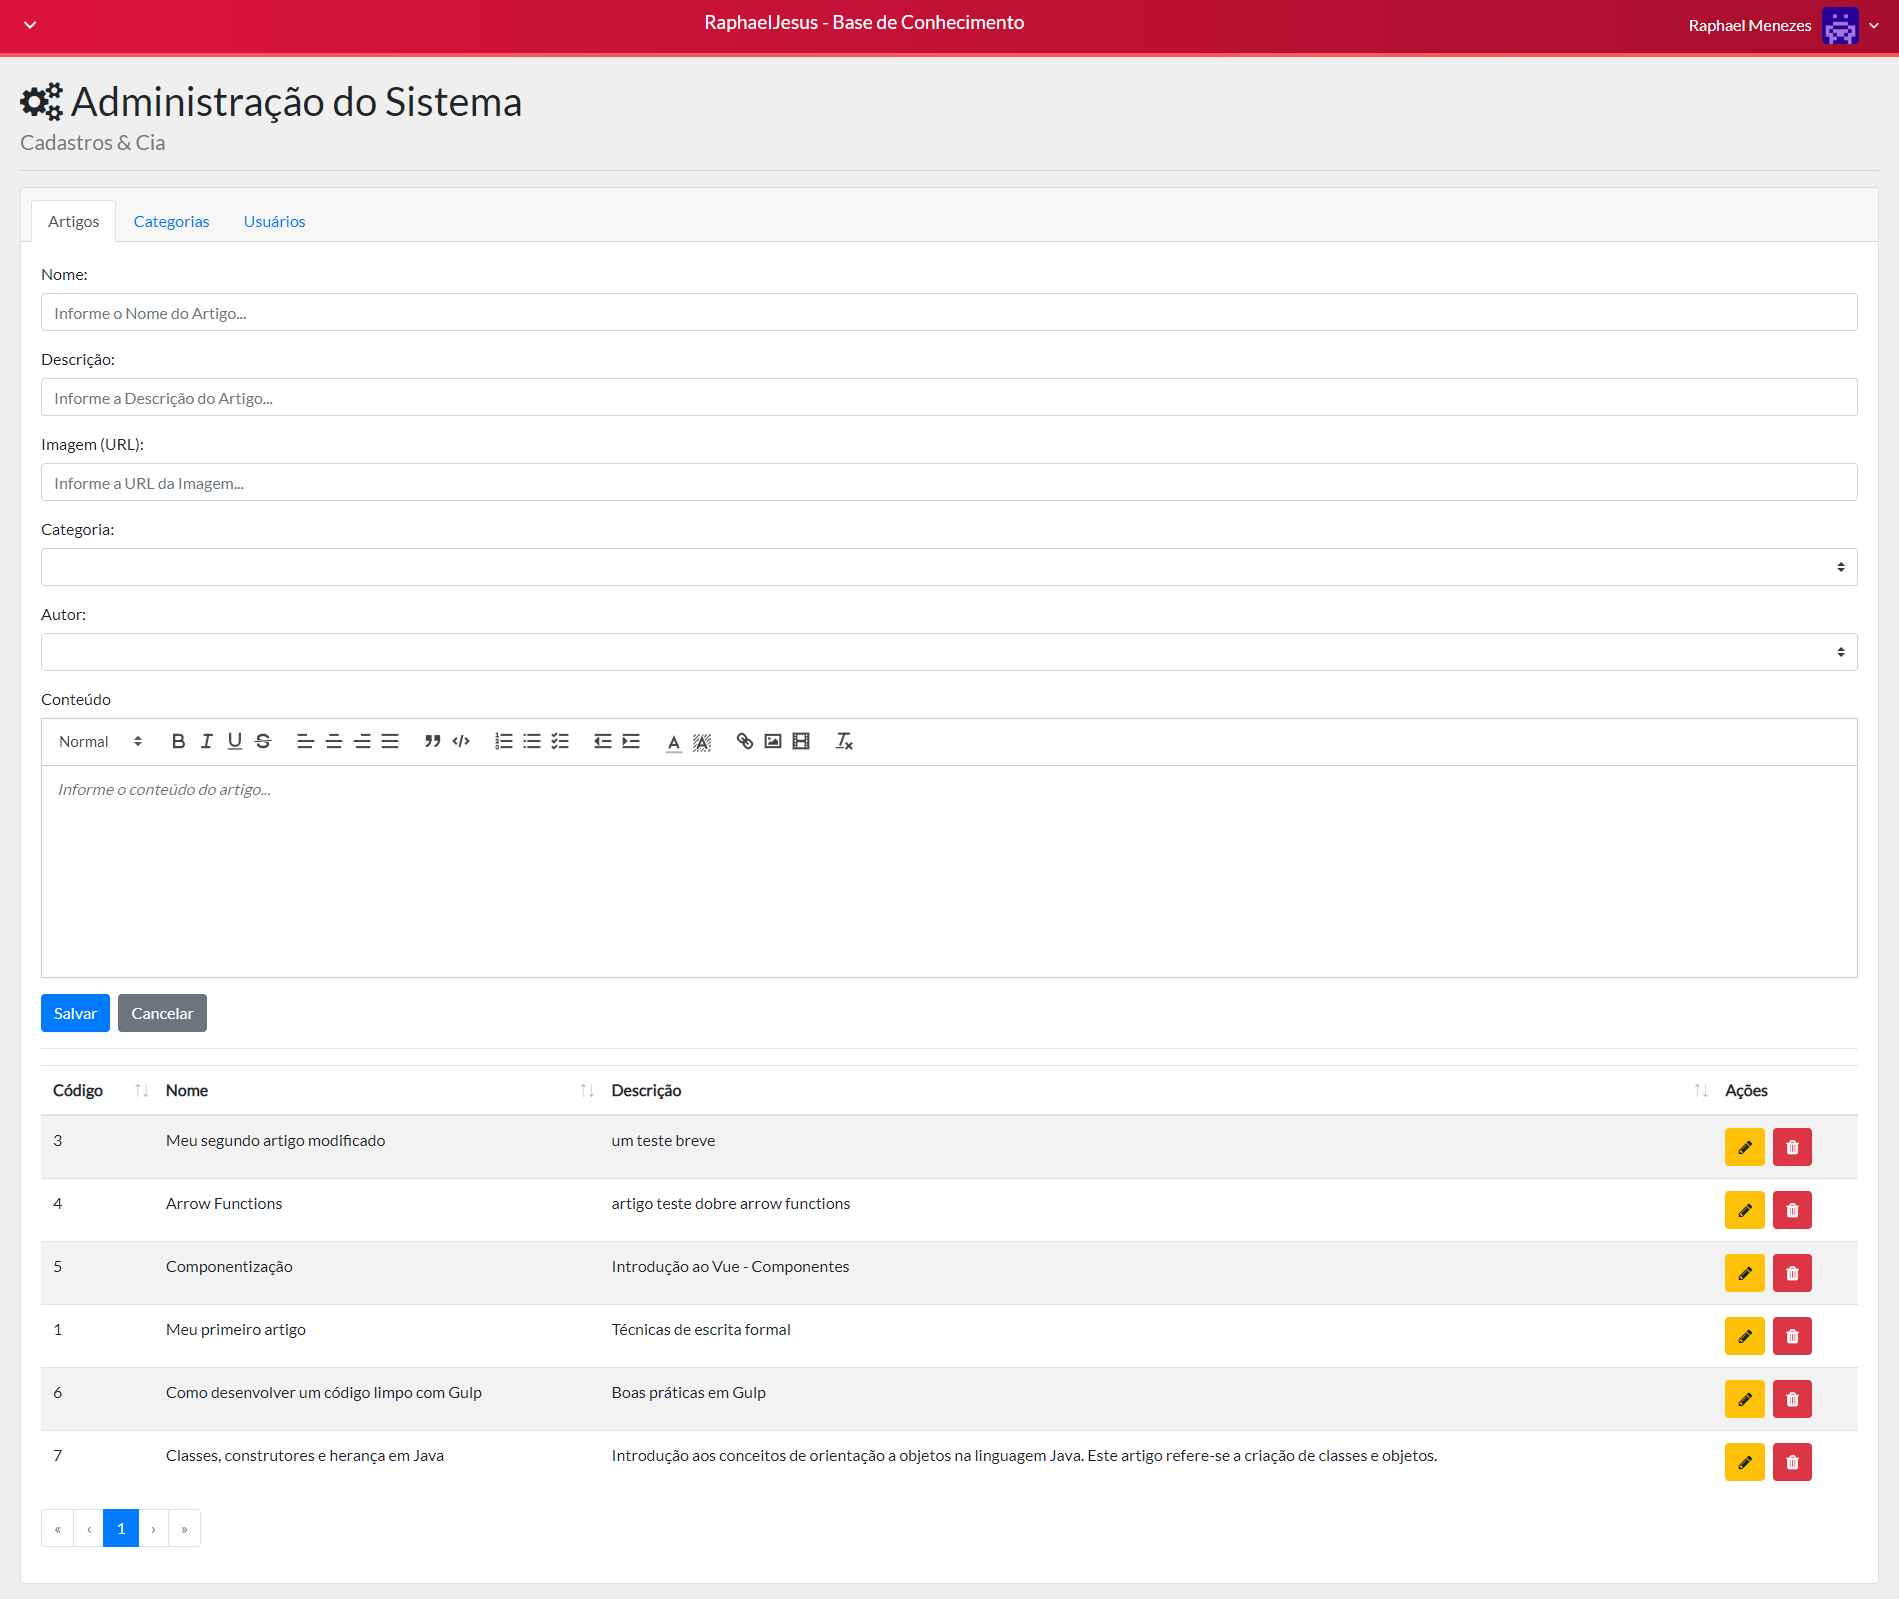 RaphaelJesus - Base de Conhecimento
Raphael Menezes
Administração do Sistema
Cadastros & Cia
Artigos Categorias Usuários
Nome:
Informe o Nome do Artigo...
Descrição:
Informe a Descrição do Artigo...
Imagem (URL):
Informe a URL da Imagem...
Categoria:
Autor:
Conteúdo
Normal
Informe o conteúdo do artigo...
Salvar Cancelar
Código Nome Descrição Ações
3 Meu segundo artigo modificado um teste breve
4 Arrow Functions artigo teste dobre arrow functions
5 Componentização Introdução ao Vue - Componentes
1 Meu primeiro artigo Técnicas de escrita formal
6 Como desenvolver um código limpo com Gulp Boas práticas em Gulp
7 Classes, construtores e herança em Java Introdução aos conceitos de orientação a objetos na linguagem Java. Este artigo refere-se a criação de classes e objetos.
« ‹ 1 › »